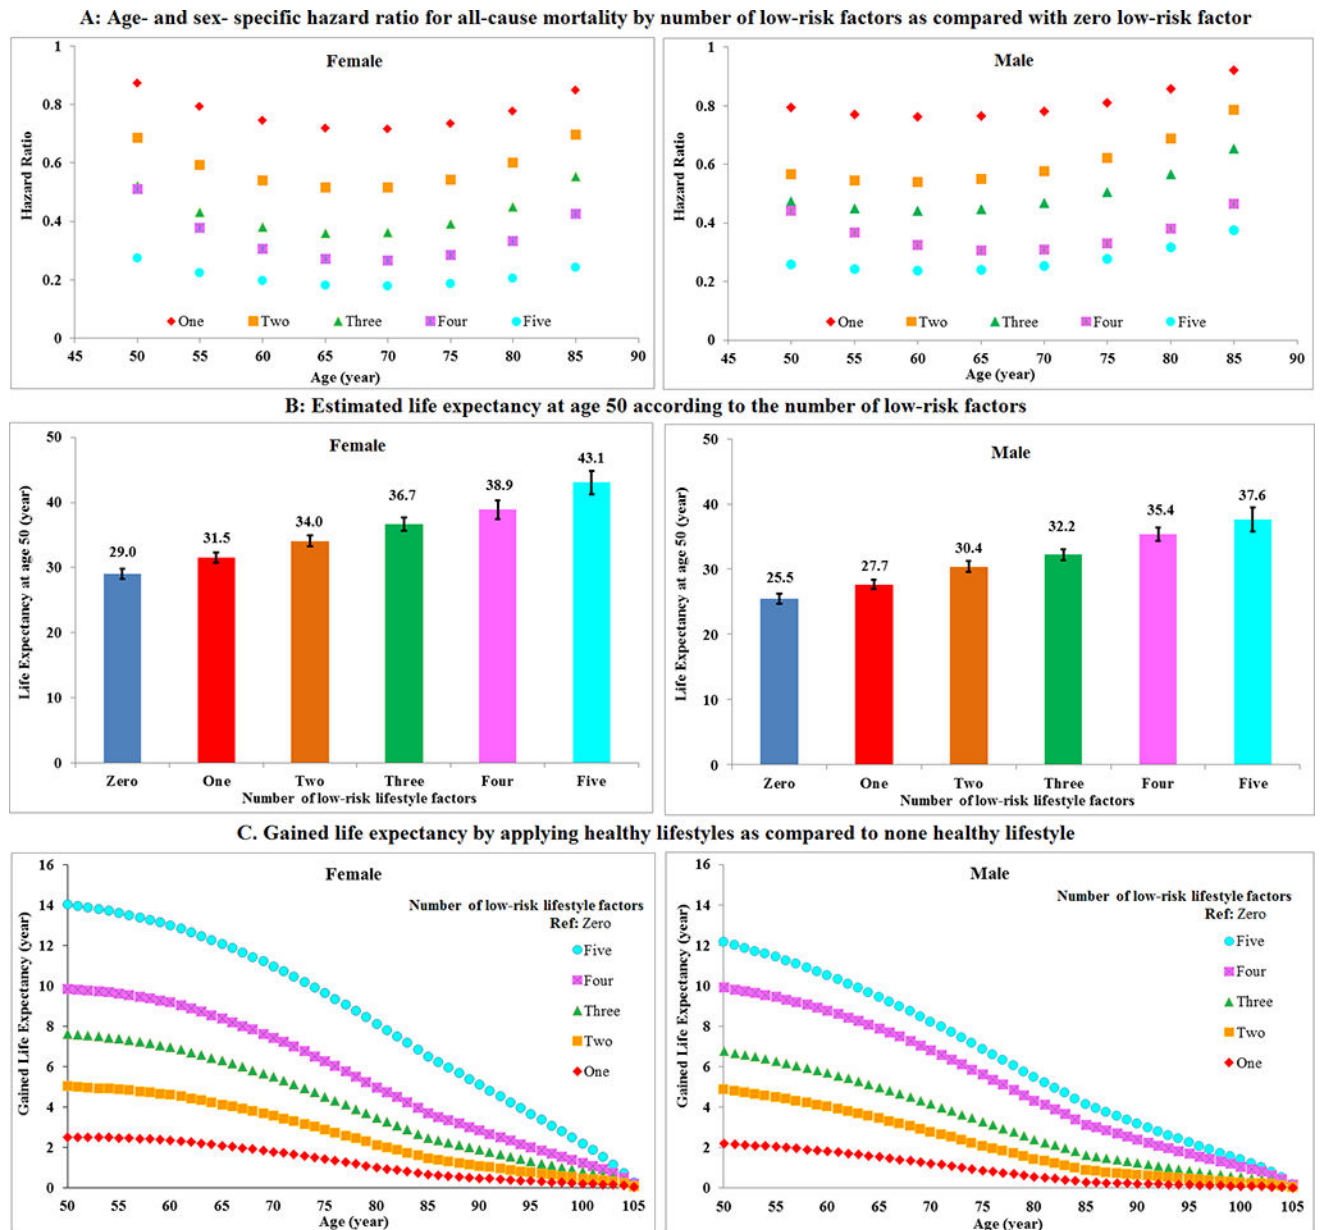 A: Age- and sex- specific hazard ratio for all-cause mortality by number of low-risk factors as compared with zero low-risk factor
Female
Hazard Ratio
1
0.8
0.6
0.4
0.2
0
One Two Three Four Five
45 50 55 60 65 70 75 80 85 90
Age (year)
Male
Hazard Ratio
1
0.8
0.6
0.4
0.2
0
One Two Three Four Five
45 50 55 60 65 70 75 80 85 90
Age (year)
B: Estimated life expectancy at age 50 according to the number of low-risk factors
Female
Life Expectancy at age 50 (year)
50
40
30
20
10
0
29.0 31.5 34.0 36.7 38.9 43.1
Zero One Two Three Four Five
Number of low-risk lifestyle factors
Male
Life Expectancy at age 50 (year)
50
40
30
20
10
0
25.5 27.7 30.4 32.2 35.4 37.6
Zero One Two Three Four Five
Number of low-risk lifestyle factors
C. Gained life expectancy by applying healthy lifestyles as compared to none healthy lifestyle
Female
Gained Life Expectancy (year)
16
14
12
10
8
6
4
2
0
Number of low-risk lifestyle factors
Ref: Zero
Five
Four
Three
Two
One
50 55 60 65 70 75 80 85 90 95 100 105
Age (year)
Male
Gained Life Expectancy (year)
16
14
12
10
8
6
4
2
0
Number of low-risk lifestyle factors
Ref: Zero
Five
Four
Three
Two
One
50 55 60 65 70 75 80 85 90 95 100 105
Age (year)